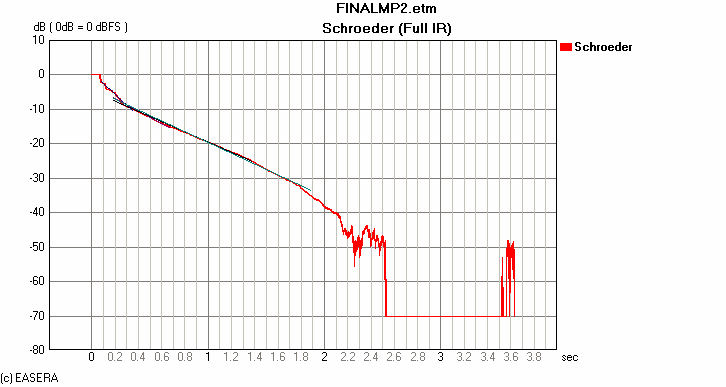 FINALMP2.etm
dB ( 0dB = 0 dBFS )
Schroeder (Full IR)
10
Schroeder
0
-10
-20
-30
-40
-50
-60
-70
-80
0 0.2 0.4 0.6 0.8 1 1.2 1.4 1.6 1.8 2 2.2 2.4 2.6 2.8 3 3.2 3.4 3.6 3.8 sec
(c) EASERA